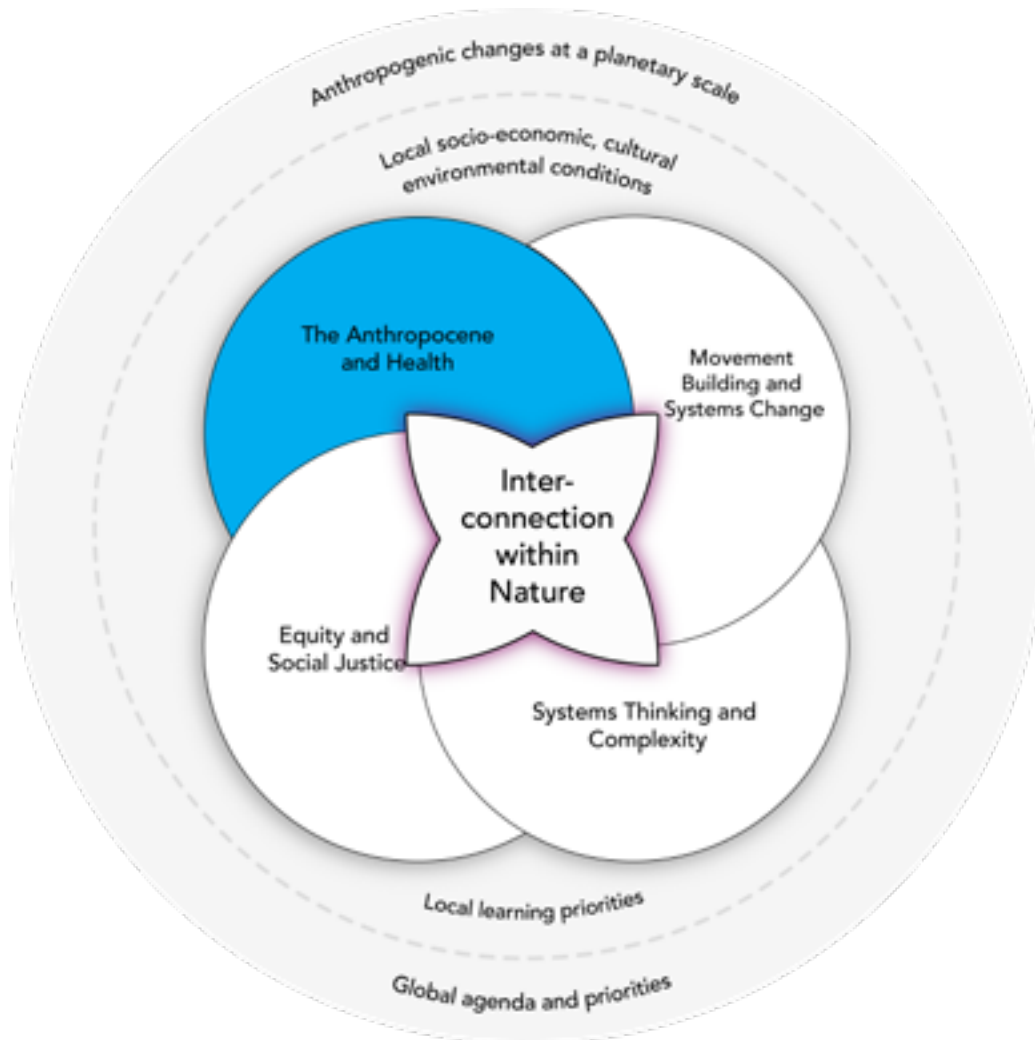 Anthropogenic changes at a planetary scale
Local socio-economic, cultural
environmental conditions
The Anthropocene
and Health
Movement
Building and
Systems Change
Inter-
connection
within
Nature
Equity and
Social Justice
Systems Thinking and
Complexity
Local learning priorities
Global agenda and priorities